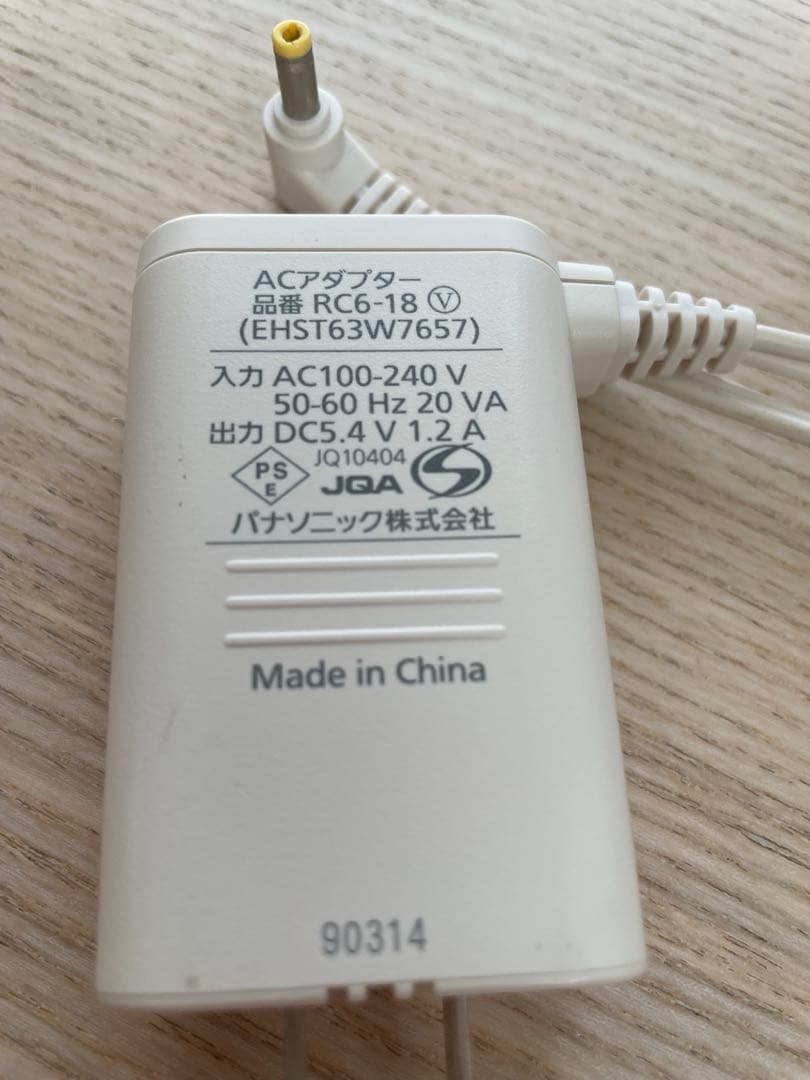 ACアダプター
品番 RC6-18 Ⓥ
(EHST63W7657)
入力 AC100-240 V
50-60 Hz 20 VA
出力 DC5.4 V 1.2 A
PS
E
JQ10404
JQA
パナソニック株式会社
Made in China
90314